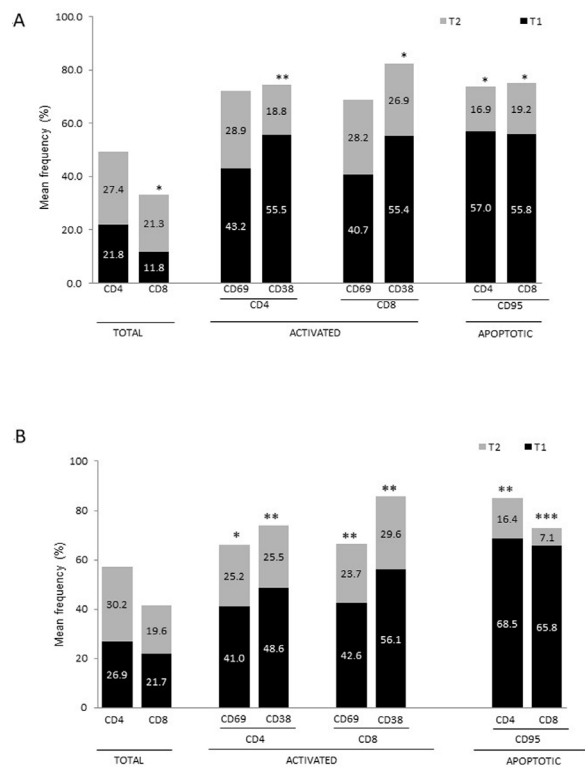 A
T2 T1
100.0
80.0
60.0
40.0
20.0
0.0
Mean frequency (%)
* ** * * *
27.4 21.3 28.9 18.8 28.2 26.9 16.9 19.2
21.8 11.8 43.2 55.5 40.7 55.4 57.0 55.8
CD4 CD8 CD69 CD38 CD69 CD38 CD4 CD8
CD4 CD8 CD95
TOTAL ACTIVATED APOPTOTIC
B
T2 T1
100
80
60
40
20
0
Mean frequency (%)
* ** ** ** ** ***
30.2 19.6 25.2 25.5 23.7 29.6 16.4 7.1
26.9 21.7 41.0 48.6 42.6 56.1 68.5 65.8
CD4 CD8 CD69 CD38 CD69 CD38 CD4 CD8
CD4 CD8 CD95
TOTAL ACTIVATED APOPTOTIC